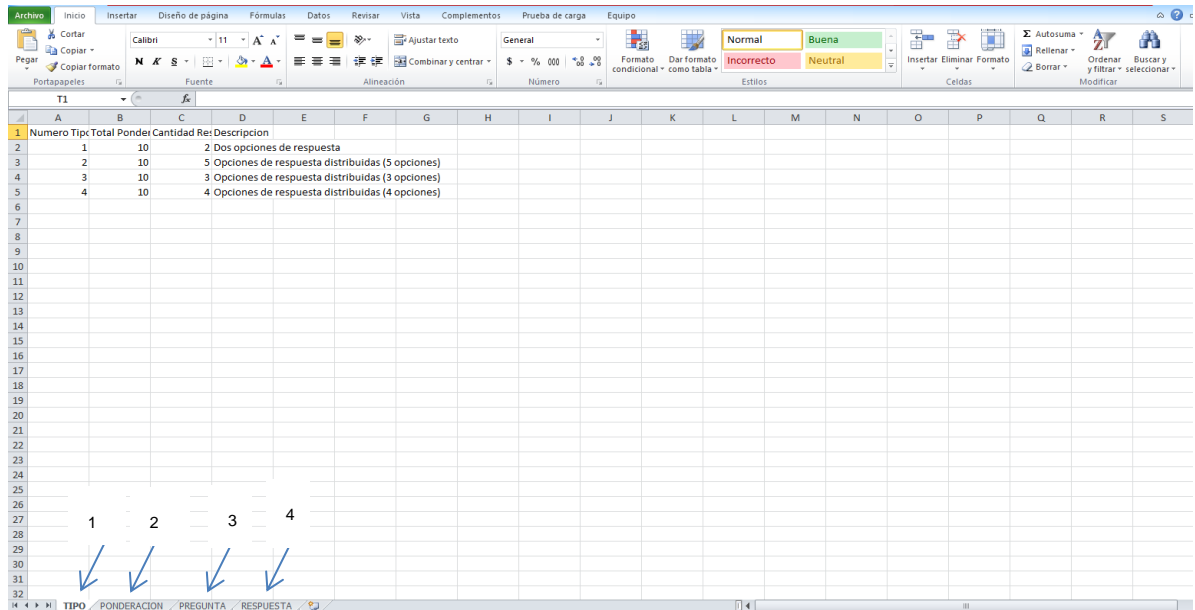 Archivo Inicio Insertar Diseño de página Fórmulas Datos Revisar Vista Complementos Prueba de carga Equipo
Pegar
Cortar
Copiar
Copiar formato
Portapapeles
Calibri 11 A A
N K S A
Fuente
Ajustar texto
Combinar y centrar
Alineación
General
$ % 000
Número
Formato condicional
Dar formato como tabla
Normal Buena
Incorrecto Neutral
Estilos
Insertar Eliminar Formato
Celdas
Σ Autosuma
Rellenar
Borrar
Ordenar y filtrar
Buscar y seleccionar
Modificar
T1 fx
A B C D E F G H I J K L M N O P Q R S
1 Numero Tipo Total Ponder Cantidad Res Descripcion
2 1 10 2 Dos opciones de respuesta
3 2 10 5 Opciones de respuesta distribuidas (5 opciones)
4 3 10 3 Opciones de respuesta distribuidas (3 opciones)
5 4 10 4 Opciones de respuesta distribuidas (4 opciones)
6
7
8
9
10
11
12
13
14
15
16
17
18
19
20
21
22
23
24
25
26
27
28
29
30
31
32
1 2 3 4
TIPO PONDERACION PREGUNTA RESPUESTA